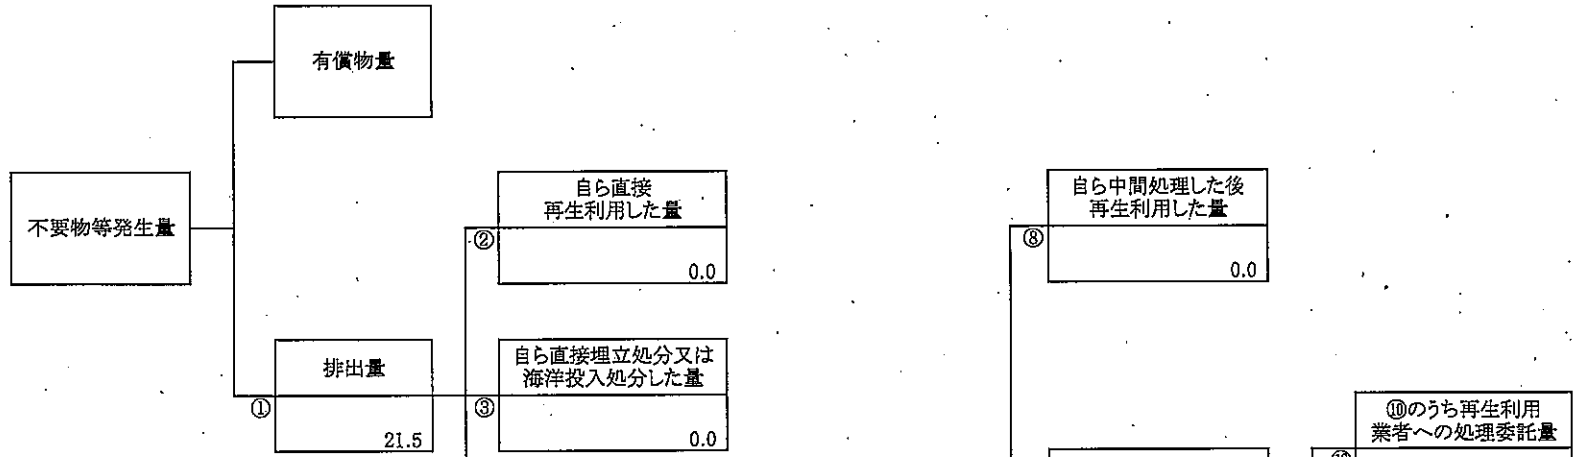 有償物量
不要物等発生量
自ら直接
再生利用した量
②
0.0
自ら中間処理した後
再生利用した量
⑧
0.0
排出量
①
21.5
自ら直接埋立処分又は
海洋投入処分した量
③
0.0
⑩のうち再生利用
業者への処理委託量